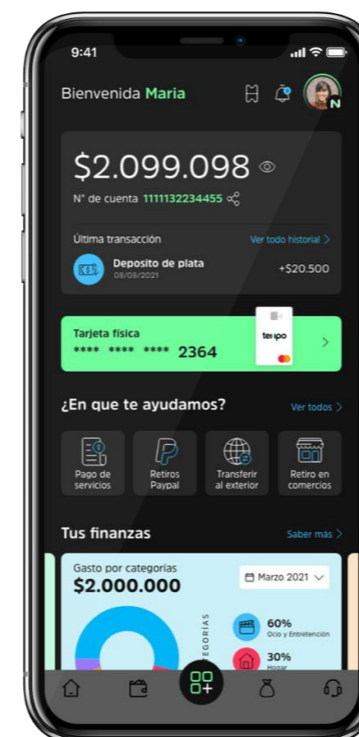 9:41
Bienvenida Maria
N
$2.099.098
N° de cuenta 1111132234455
Última transacción Ver todo historial >
Deposito de plata
08/08/2021
+$20.500
Tarjeta física
**** **** **** 2364
tenpo
>
¿En que te ayudamos? Ver todos >
Pago de
servicios
Retiros
Paypal
Transferir
al exterior
Retiro en
comercios
Tus finanzas Saber más >
Gasto por categorías
$2.000.000
Marzo 2021
60%
Ocio y Entretención
30%
Hogar